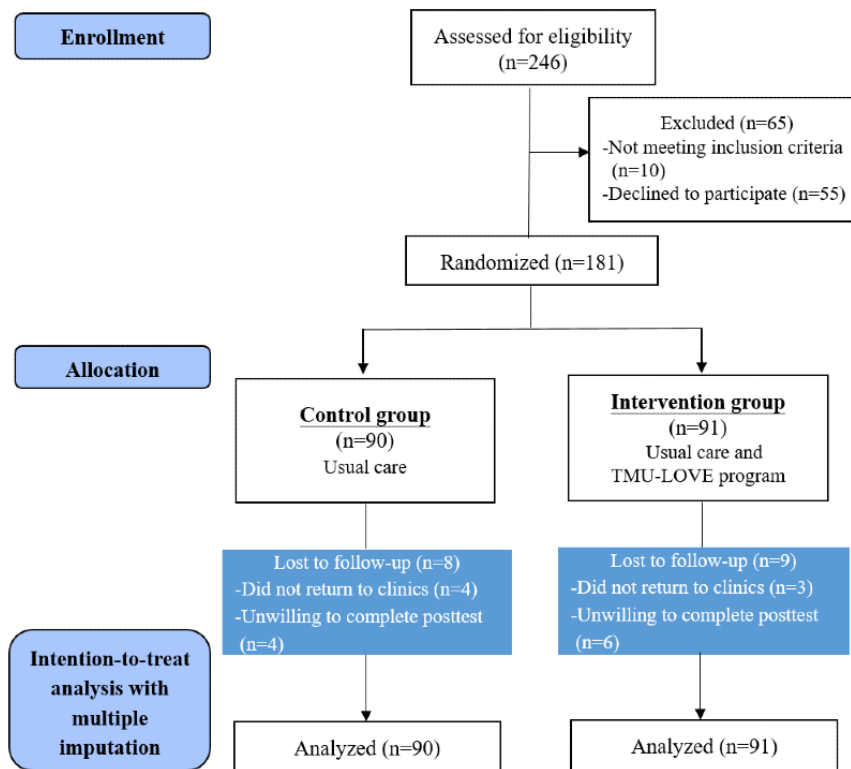 Enrollment
Assessed for eligibility
(n=246)
Excluded (n=65)
-Not meeting inclusion criteria
(n=10)
-Declined to participate (n=55)
Randomized (n=181)
Allocation
Control group
(n=90)
Usual care
Intervention group
(n=91)
Usual care and
TMU-LOVE program
Lost to follow-up (n=8)
-Did not return to clinics (n=4)
-Unwilling to complete posttest
(n=4)
Lost to follow-up (n=9)
-Did not return to clinics (n=3)
-Unwilling to complete posttest
(n=6)
Intention-to-treat
analysis with
multiple
imputation
Analyzed (n=90)
Analyzed (n=91)